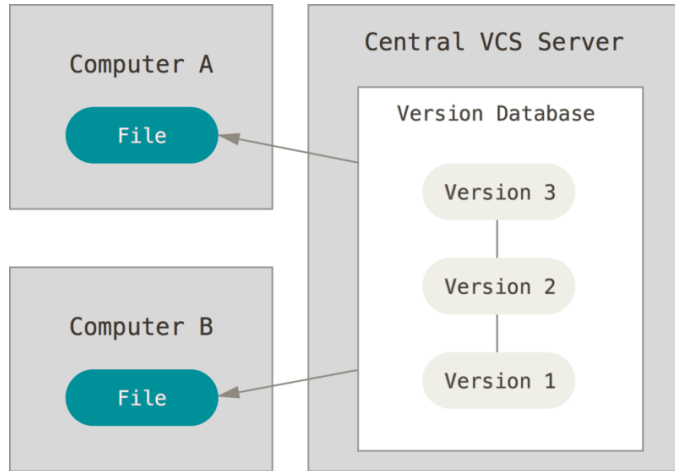 Computer A
File
Computer B
File
Central VCS Server
Version Database
Version 3
Version 2
Version 1